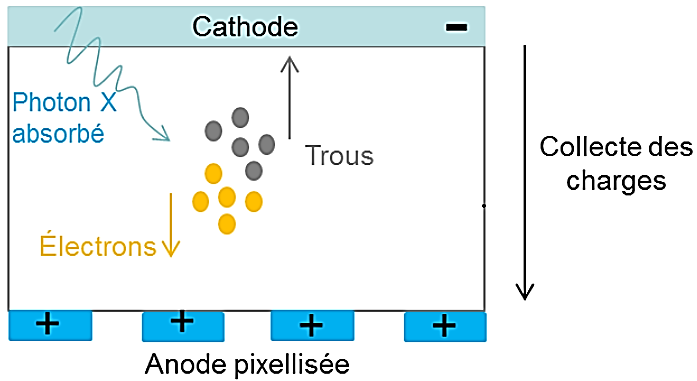 Cathode -
Photon X
absorbé
Trous
Collecte des
charges
Électrons
+ + + +
Anode pixellisée